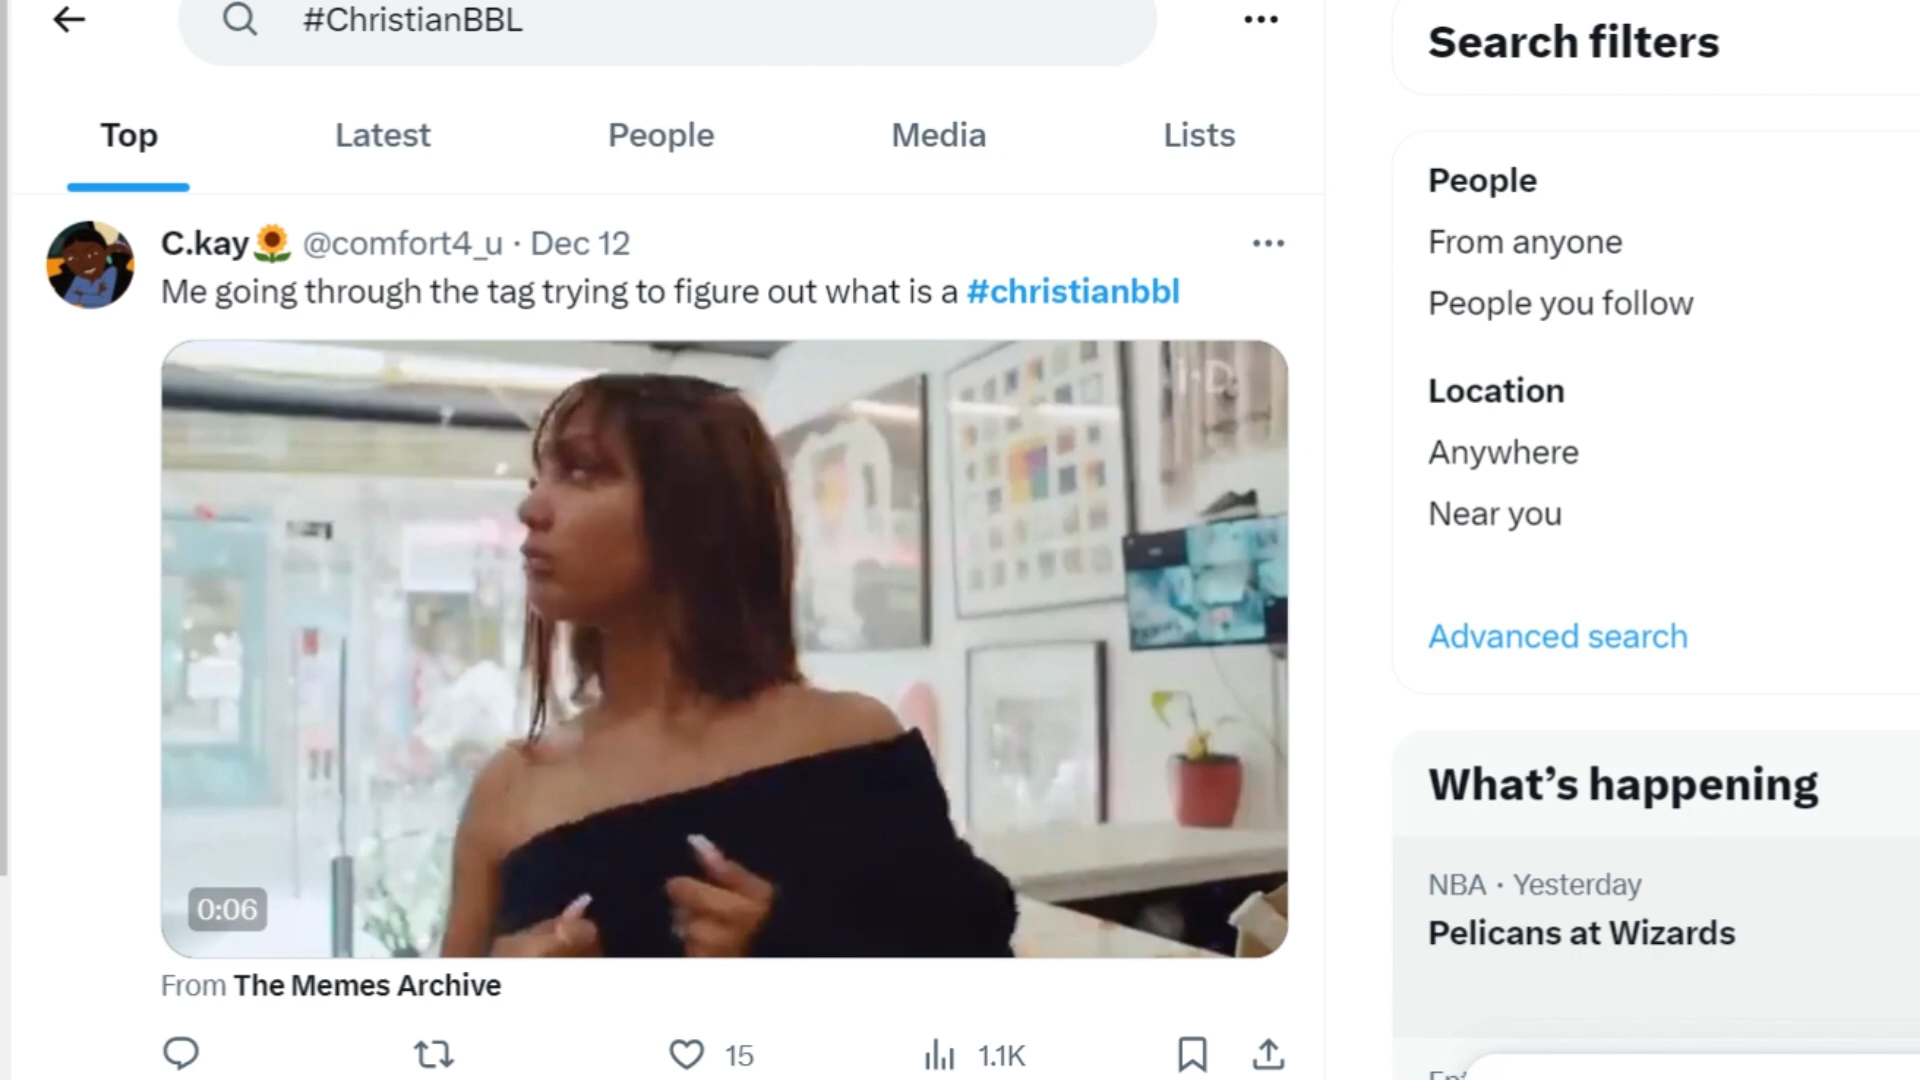 #ChristianBBL
Top Latest People Media Lists
C.kay🌻 @comfort4_u · Dec 12
Me going through the tag trying to figure out what is a #christianbbl
i-D
0:06
From The Memes Archive
15 1.1K
Search filters
People
From anyone
People you follow
Location
Anywhere
Near you
Advanced search
What’s happening
NBA · Yesterday
Pelicans at Wizards